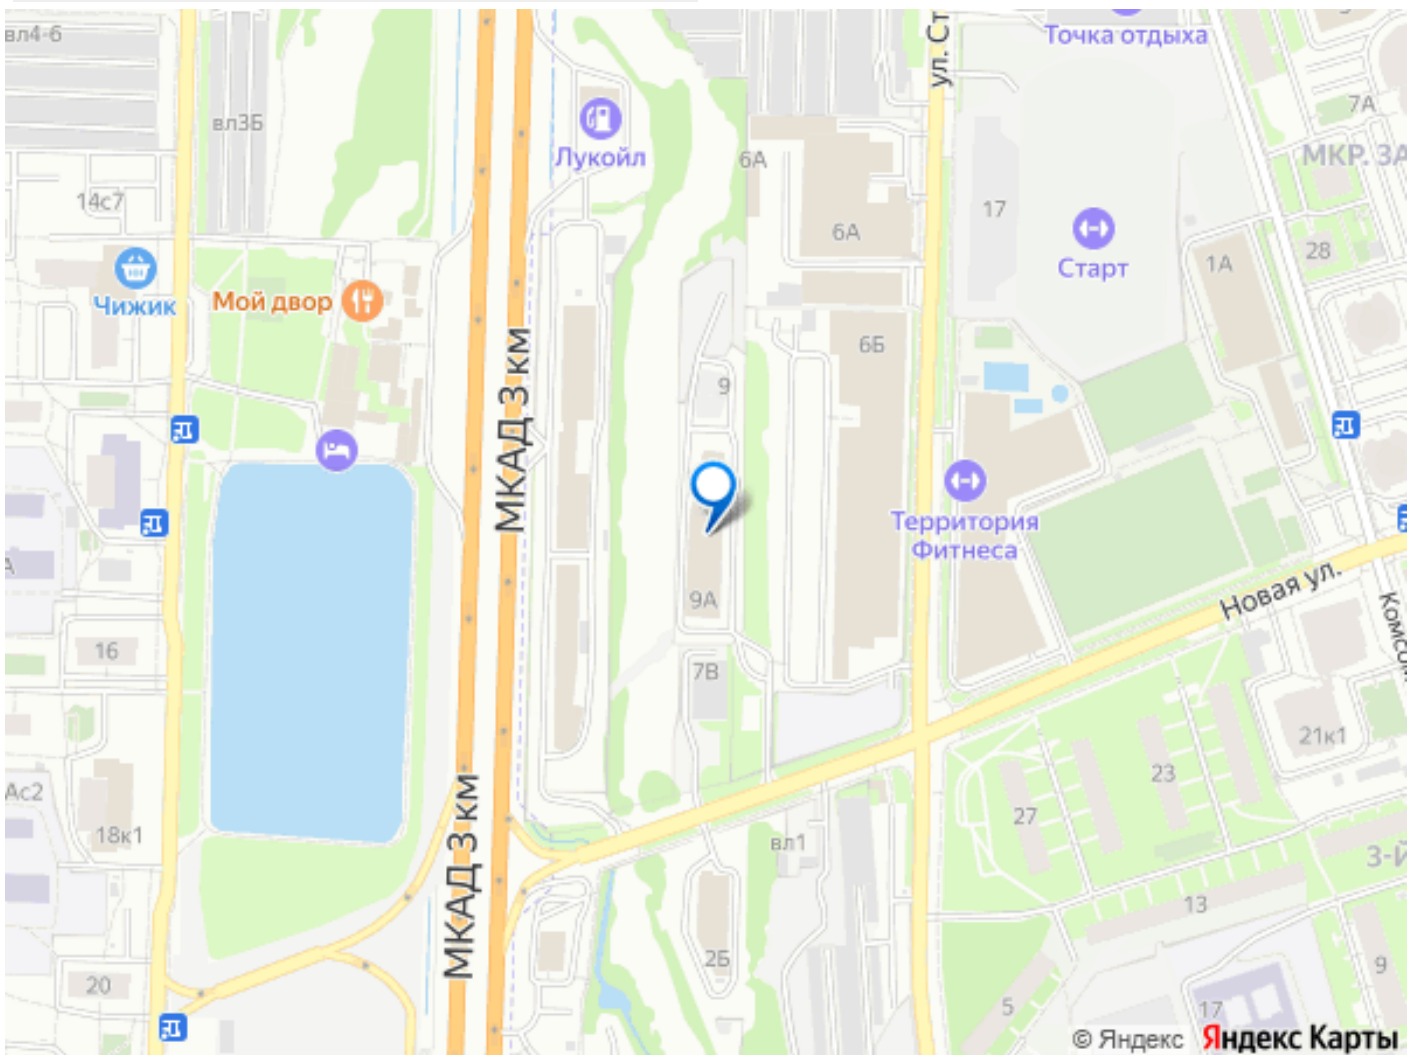 вл4-6
Точка отдыха
ул. Ст
7А
вл3Б
Лукойл
6А
МКР. 3А
14с7
17
6А
28
1А
Старт
Чижик
Мой двор
МКАД 3 км
6Б
9
Территория
Фитнеса
А
9А
Новая ул.
Комсом
16
7В
21к1
23
Ас2
27
18к1
МКАД 3 км
вл1
3-й
13
2Б
9
20
5
17
© Яндекс Яндекс Карты